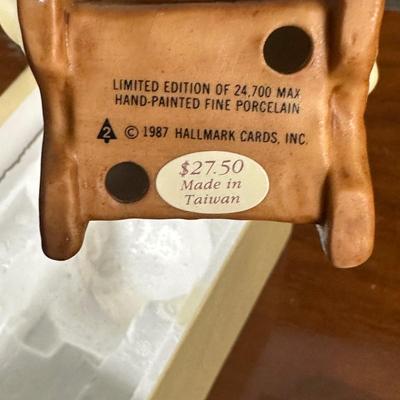 LIMITED EDITION OF 24,700 MAX
HAND-PAINTED FINE PORCELAIN
2 © 1987 HALLMARK CARDS, INC.
$27.50
Made in
Taiwan